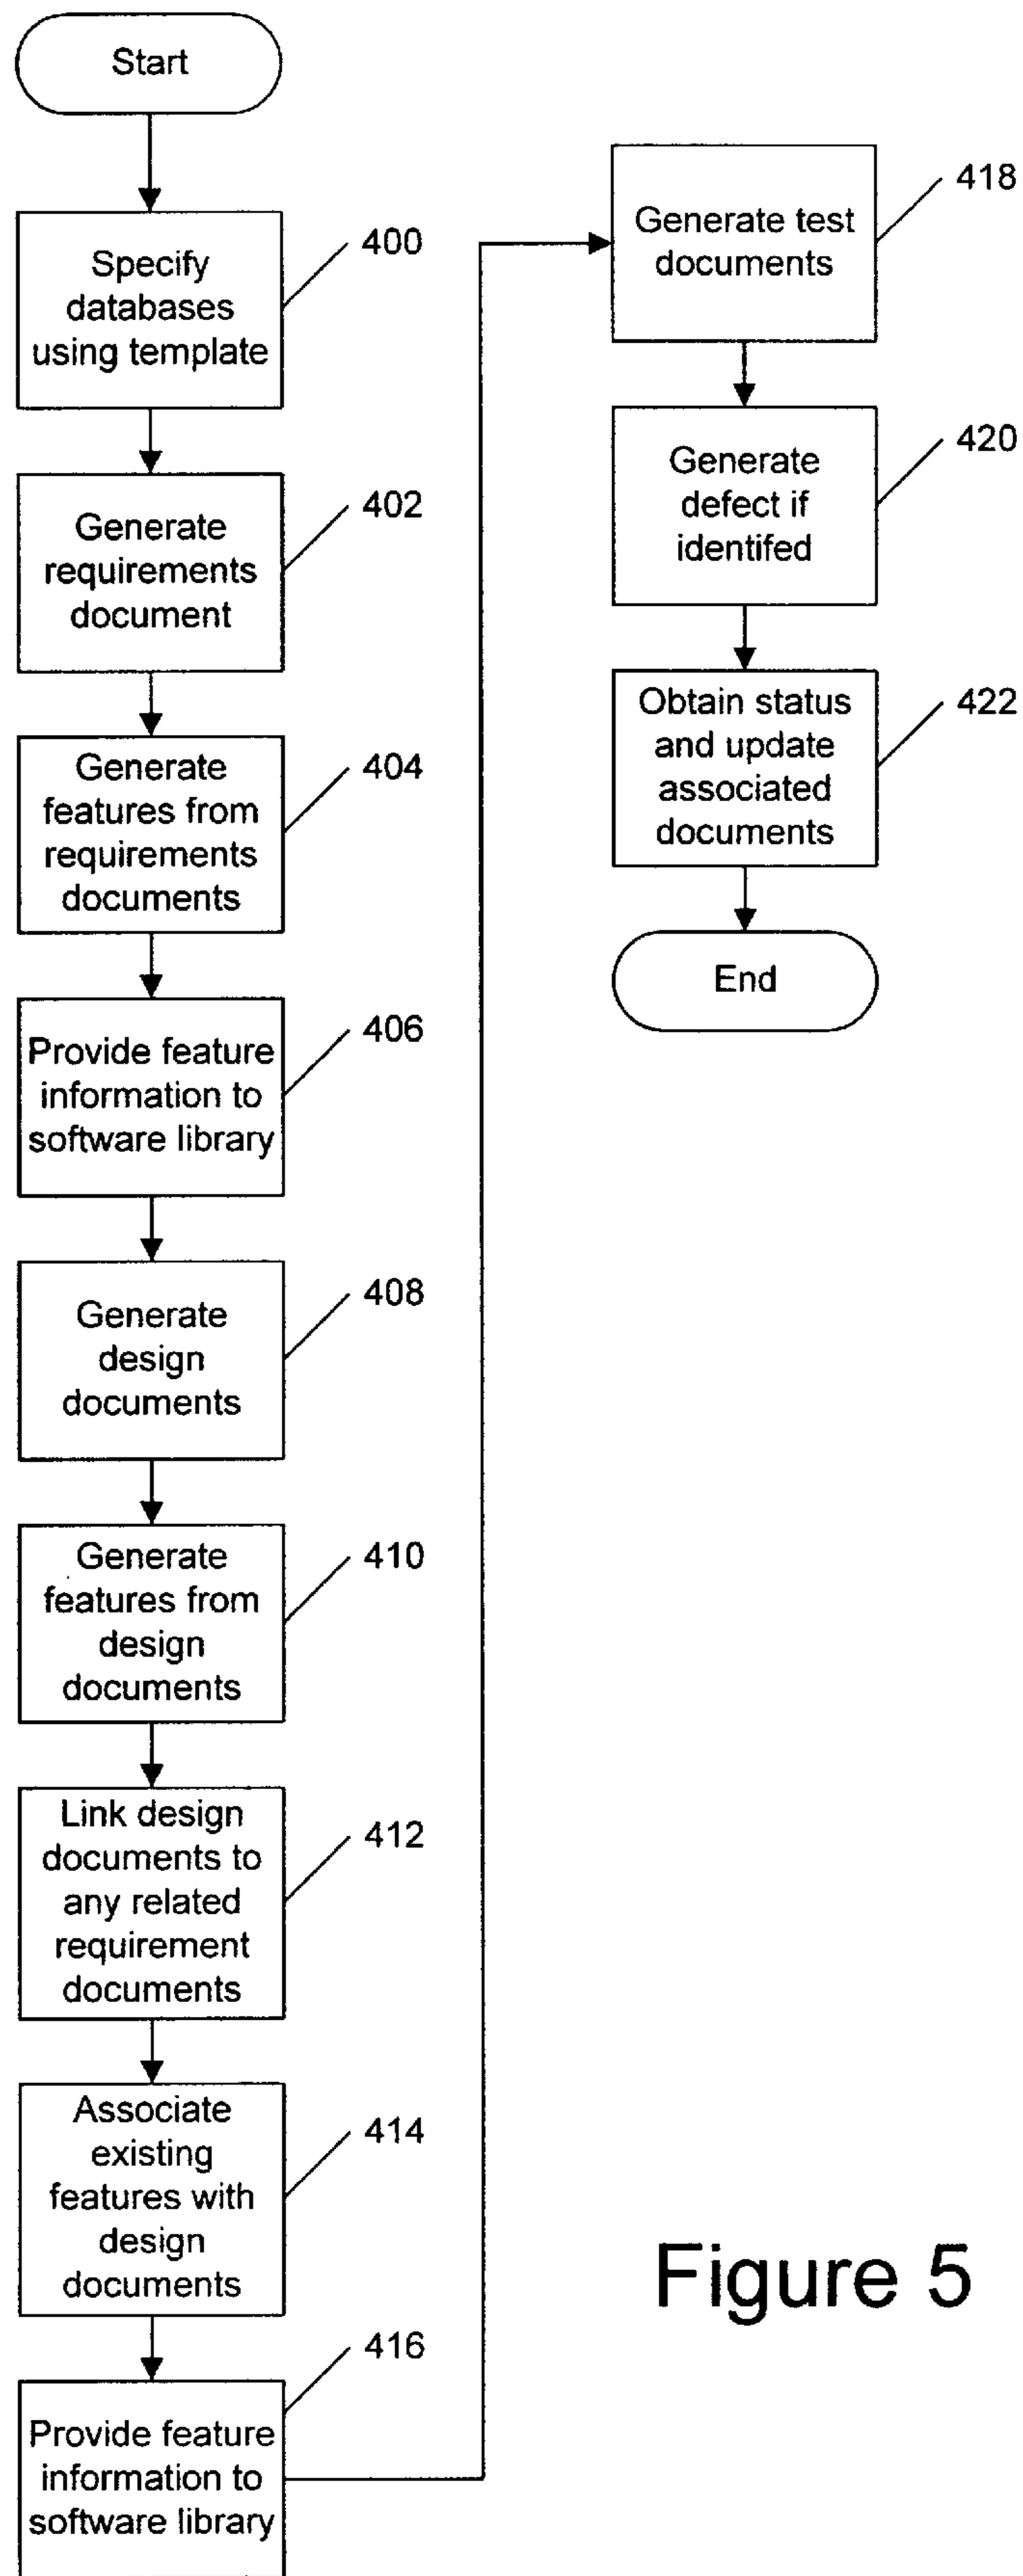 Start
Specify
databases
using template
400
Generate
requirements
document
402
Generate
features from
requirements
documents
404
Provide feature
information to
software library
406
Generate
design
documents
408
Generate
features from
design
documents
410
Link design
documents to
any related
requirement
documents
412
Associate
existing
features with
design
documents
414
Provide feature
information to
software library
416
Generate test
documents
418
Generate
defect if
identifed
420
Obtain status
and update
associated
documents
422
End
Figure 5